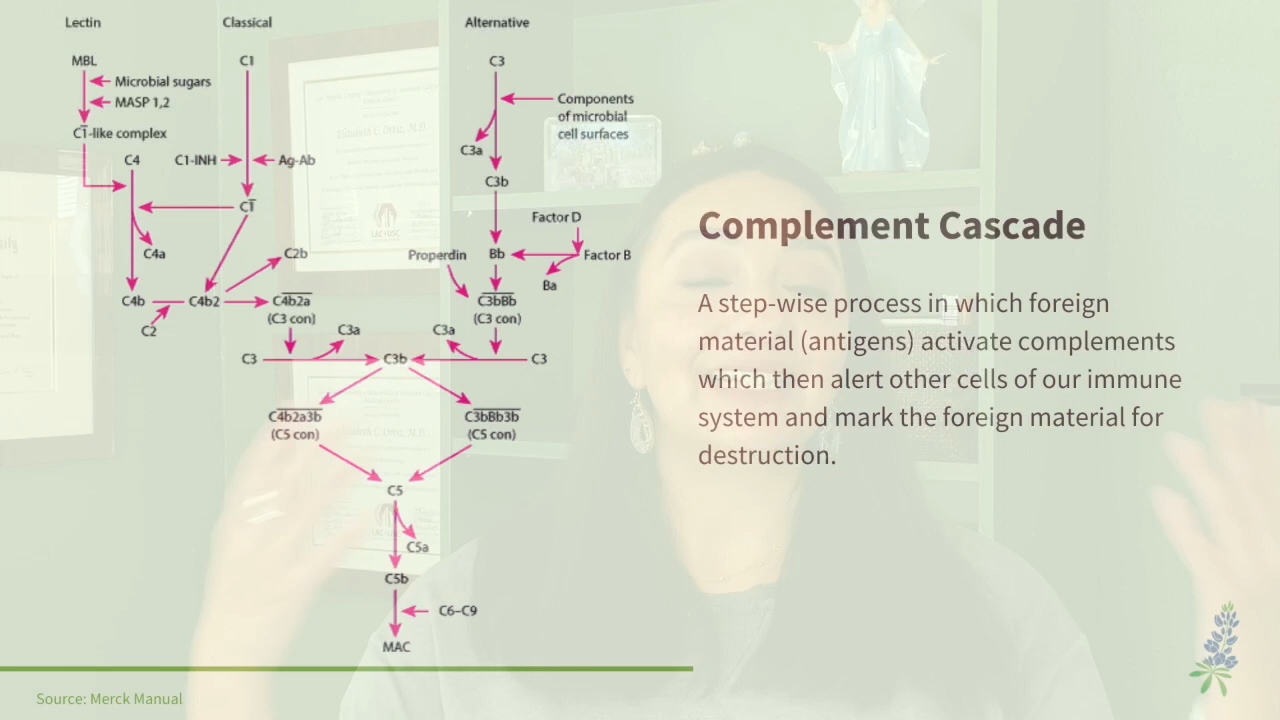 Lectin
Classical
Alternative
MBL
C1
C3
Microbial sugars
MASP 1,2
Components
of microbial
cell surfaces
C1̅-like complex
C3a
C4
C1-INH
Ag-Ab
C3b
C1̅
Factor D
C4a
C2b
Properdin
Bb
Factor B
Ba
C4b
C4b2
C4b2a
(C3 con)
C3bBb
(C3 con)
C2
C3a
C3a
C3
C3b
C3
C4b2a3b
(C5 con)
C3bBb3b
(C5 con)
C5
C5a
C5b
C6–C9
MAC
Complement Cascade
A step-wise process in which foreign
material (antigens) activate complements
which then alert other cells of our immune
system and mark the foreign material for
destruction.
Source: Merck Manual
LAC+USC